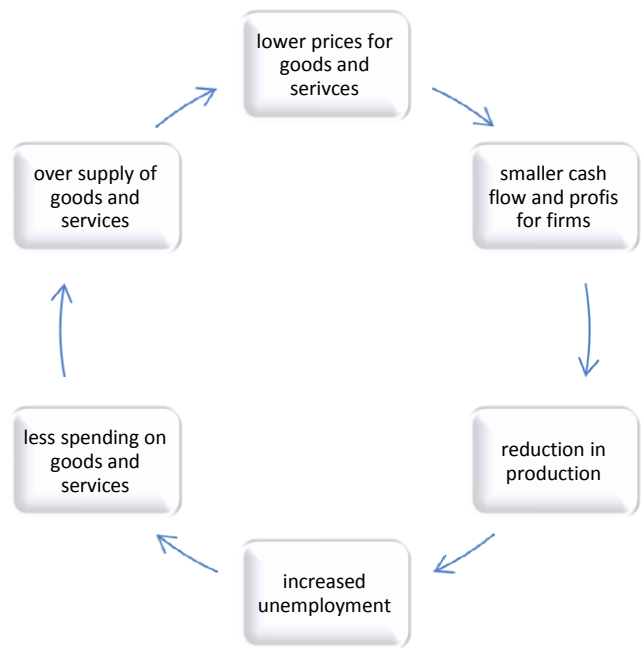 lower prices for
goods and
serivces
smaller cash
flow and profis
for firms
reduction in
production
increased
unemployment
less spending on
goods and
services
over supply of
goods and
services